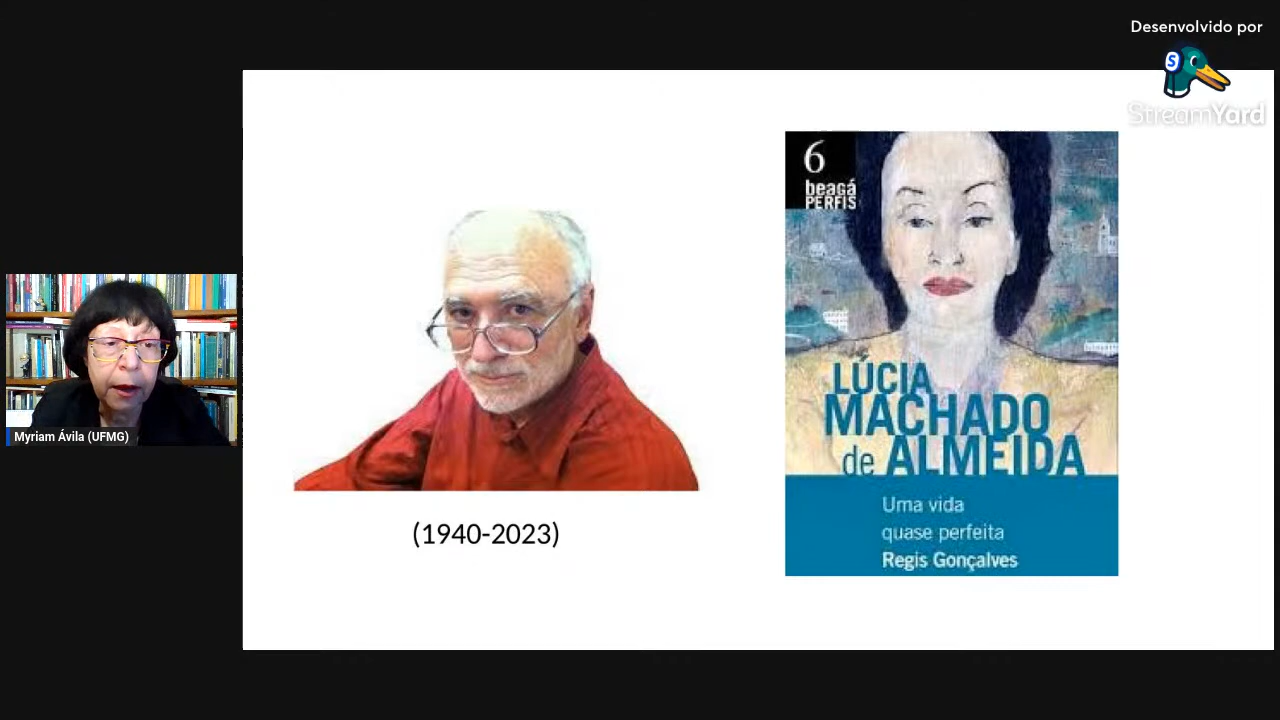 Desenvolvido por
S
StreamYard
6
beagá
PERFIS
LÚCIA
MACHADO
de ALMEIDA
Uma vida
quase perfeita
Regis Gonçalves
(1940-2023)
Myriam Ávila (UFMG)